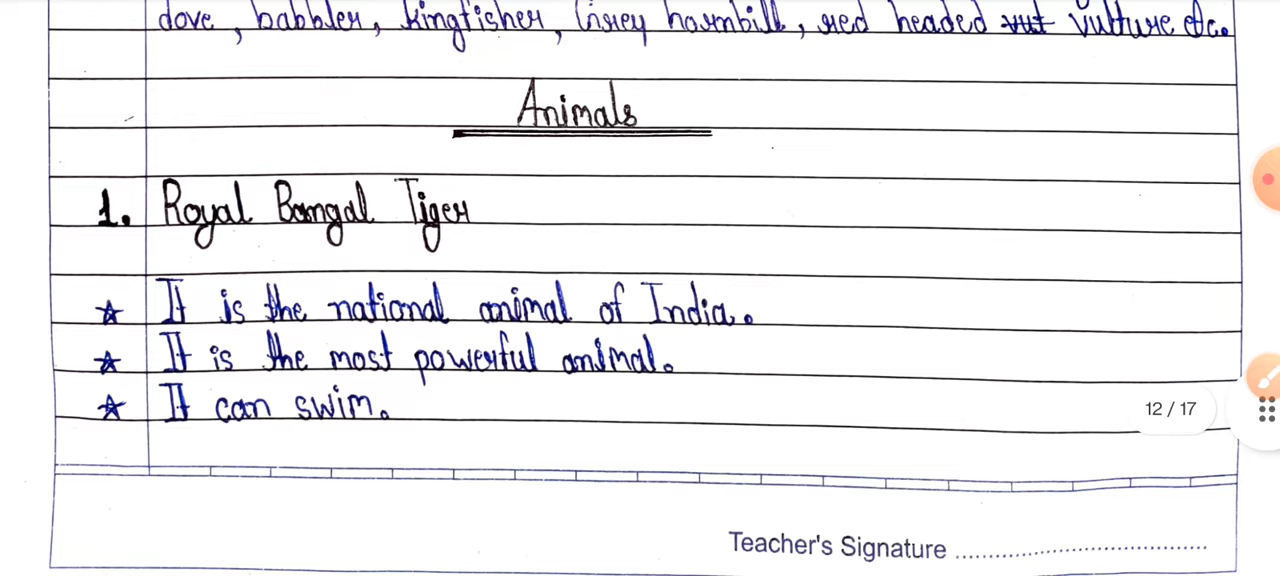 dove, babbler, kingfisher, Grey hornbill, red headed vulture etc.
Animals
1. Royal Bangal Tiger
☆ It is the national animal of India.
☆ It is the most powerful animal.
☆ It can swim.
12 / 17
Teacher's Signature ....................................